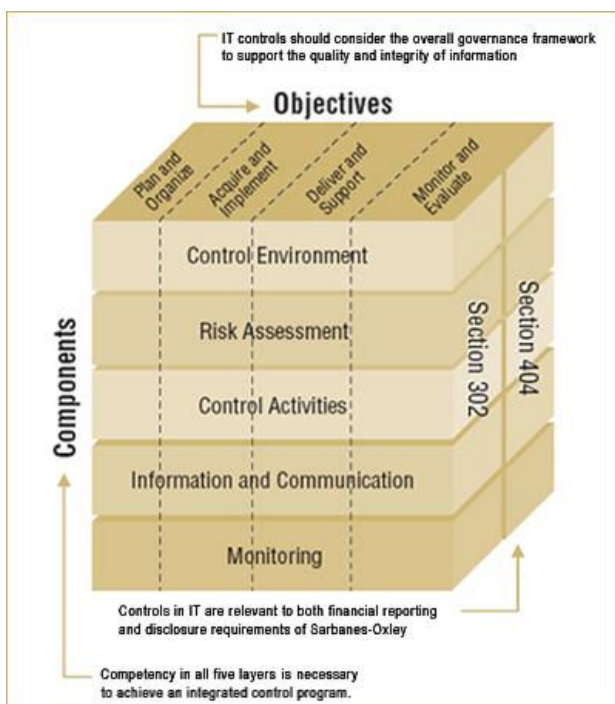 IT controls should consider the overall governance framework
to support the quality and integrity of information
Objectives
Plan and
Organize
Acquire and
Implement
Deliver and
Support
Monitor and
Evaluate
Components
Control Environment
Risk Assessment
Control Activities
Information and Communication
Monitoring
Section 302
Section 404
Controls in IT are relevant to both financial reporting
and disclosure requirements of Sarbanes-Oxley
Competency in all five layers is necessary
to achieve an integrated control program.